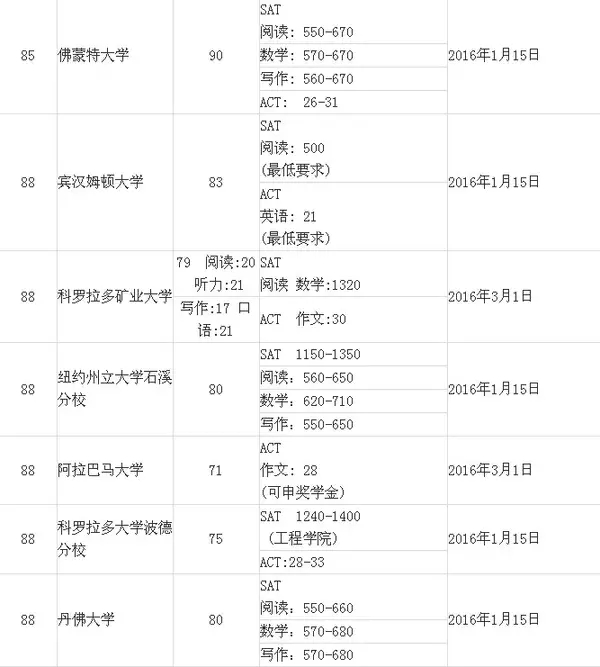 85 佛蒙特大学 90 SAT 2016年1月15日
阅读: 550-670
数学: 570-670
写作: 560-670
ACT: 26-31
88 宾汉姆顿大学 83 SAT 2016年1月15日
阅读: 500
(最低要求)
ACT
英语: 21
(最低要求)
88 科罗拉多矿业大学 79 阅读:20 SAT 2016年3月1日
听力:21 阅读 数学:1320
写作:17 口 ACT 作文:30
语:21
88 纽约州立大学石溪 80 SAT 1150-1350 2016年1月15日
分校 阅读: 560-650
数学: 620-710
写作: 550-650
88 阿拉巴马大学 71 ACT 2016年3月1日
作文: 28
(可申奖学金)
88 科罗拉多大学波德 75 SAT 1240-1400 2016年1月15日
分校 (工程学院)
ACT:28-33
88 丹佛大学 80 SAT 2016年1月15日
阅读: 550-660
数学: 570-680
写作: 570-680